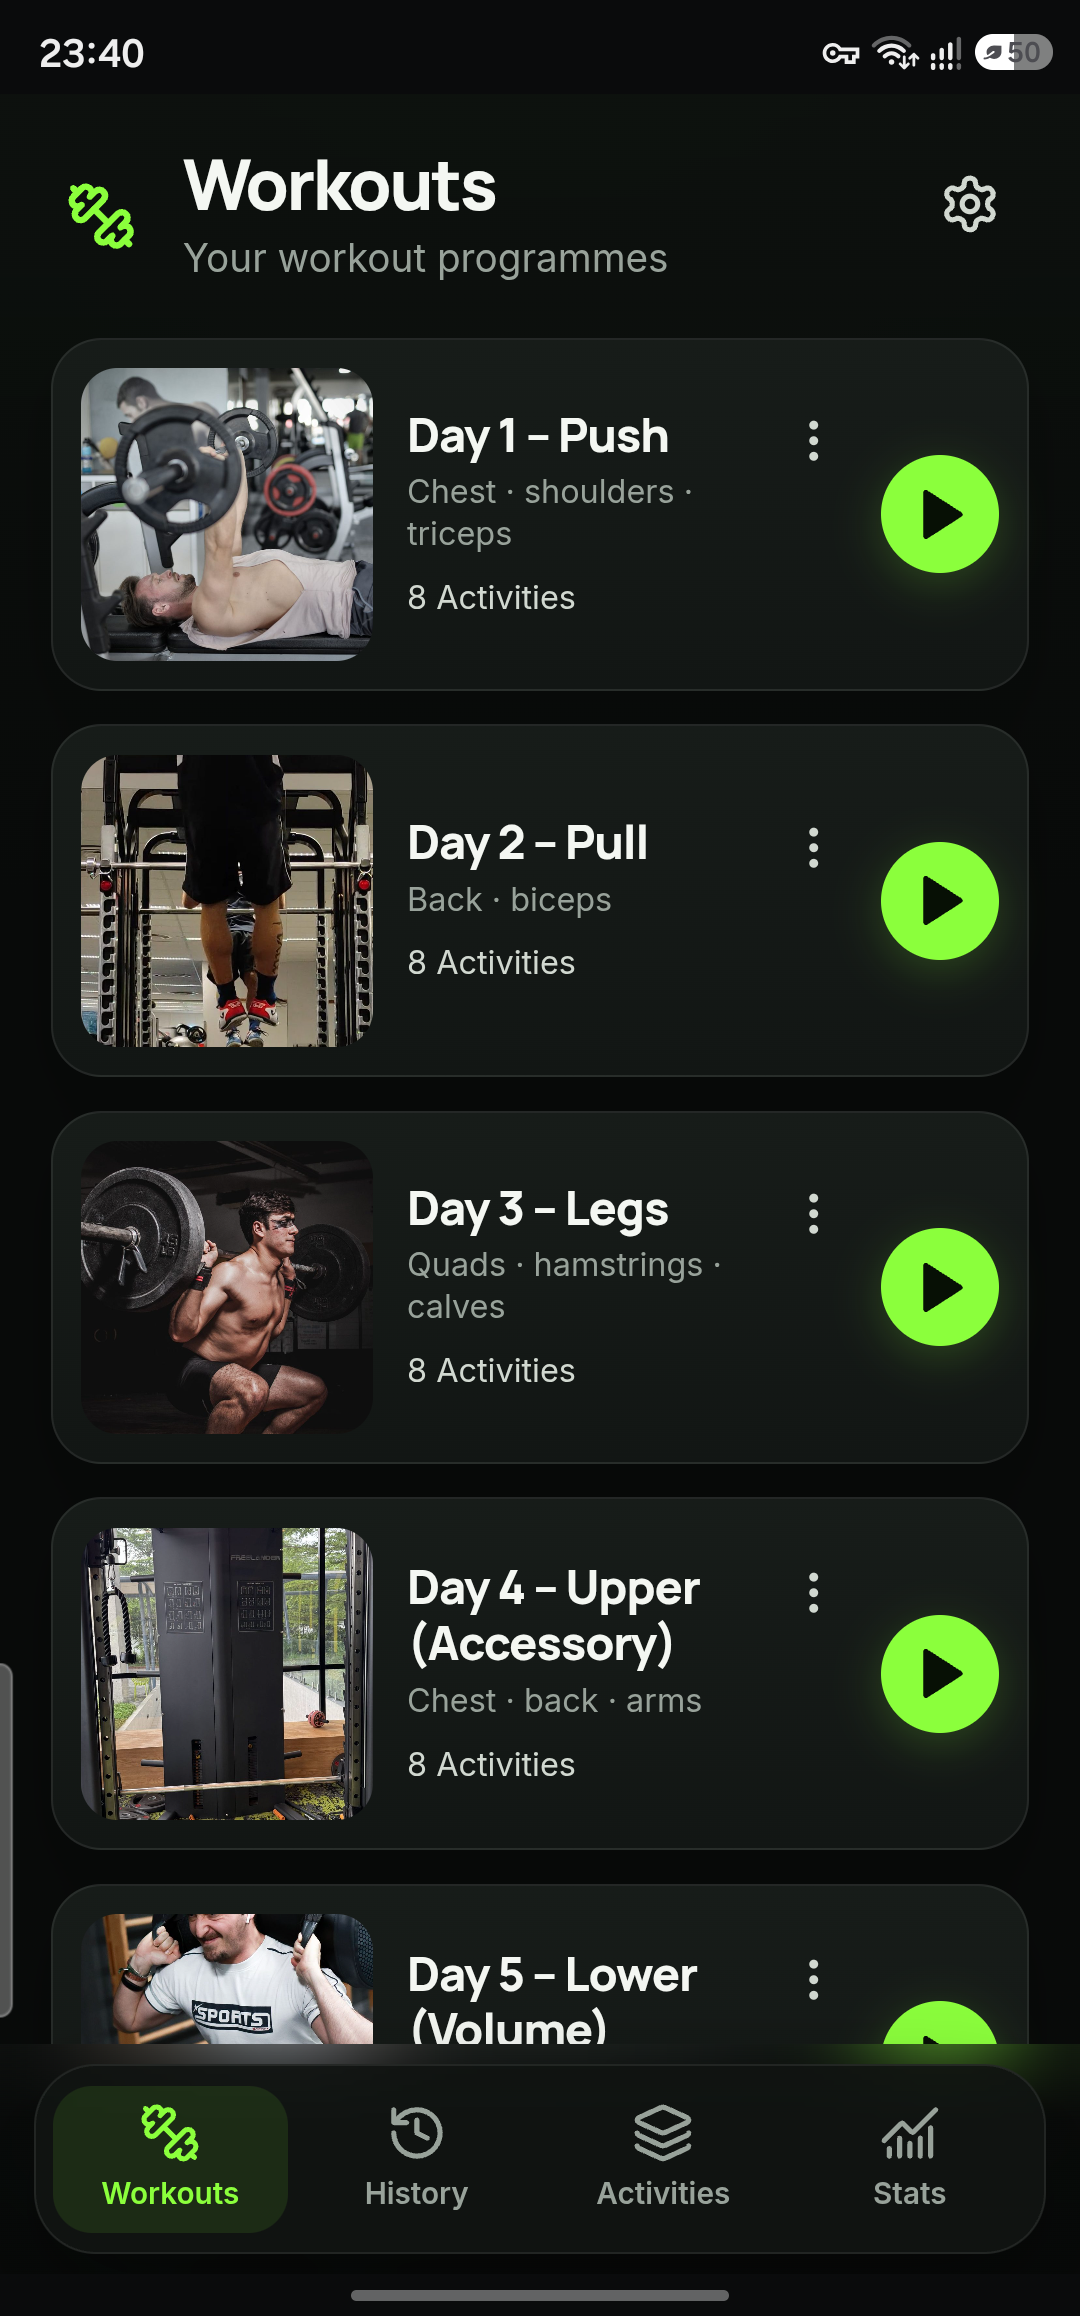 23:40
50
Workouts
Your workout programmes
Day 1 – Push
Chest · shoulders ·
triceps
8 Activities
Day 2 – Pull
Back · biceps
8 Activities
Day 3 – Legs
Quads · hamstrings ·
calves
8 Activities
FREELANDER
Day 4 – Upper
(Accessory)
Chest · back · arms
8 Activities
SPORTS
Day 5 – Lower
(Volume)
Workouts
History
Activities
Stats